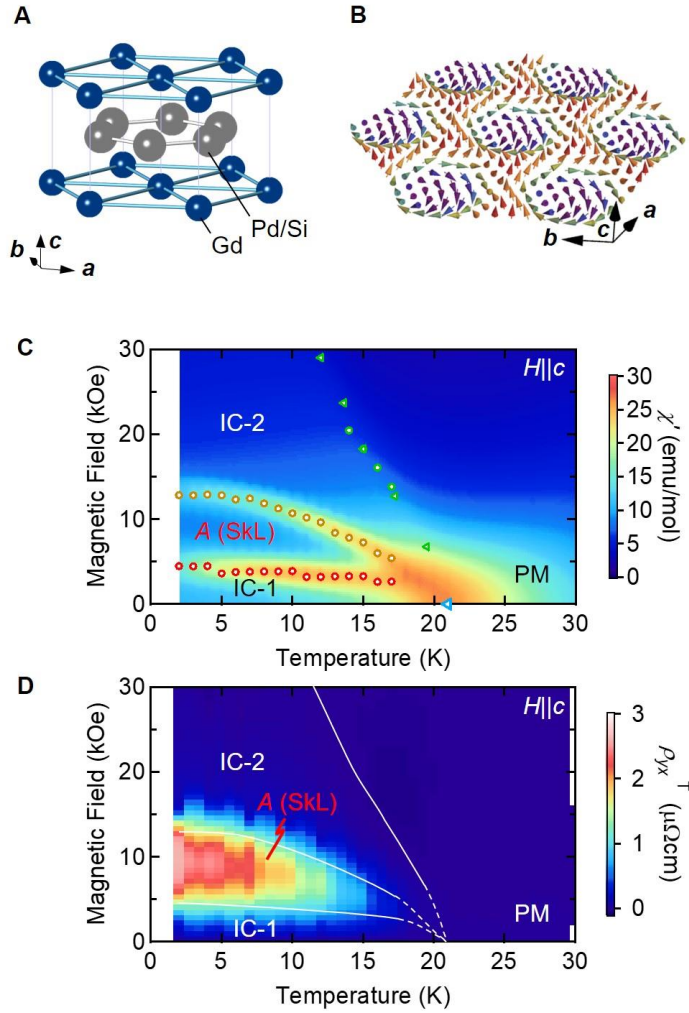 A
B
Pd/Si
Gd
b
c
a
b
c
a
C
30
20
10
0
Magnetic Field (kOe)
H||c
IC-2
A (SkL)
IC-1
PM
0
5
10
15
20
25
30
Temperature (K)
30
25
20
15
10
5
0
χ' (emu/mol)
D
30
20
10
0
Magnetic Field (kOe)
H||c
IC-2
A (SkL)
IC-1
PM
0
5
10
15
20
25
30
Temperature (K)
3
2
1
0
ρyx^T (μΩcm)